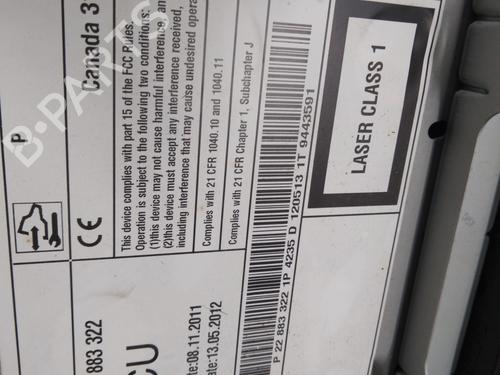 Canada 3
P
This device complies with part 15 of the FCC Rules.
Operation is subject to the following two conditions:
(1)this device may not cause harmful interference, an
(2)this device must accept any interference received,
including interference that may cause undesired opera
CE
Complies with 21 CFR 1040.10 and 1040.11
Complies with 21 CFR Chapter 1, Subchapter J
LASER CLASS 1
P 22 883 322 1P 4235 D 120513 1T 9443591
883 322
CU
te:08.11.2011
date:13.05.2012
B-PARTS